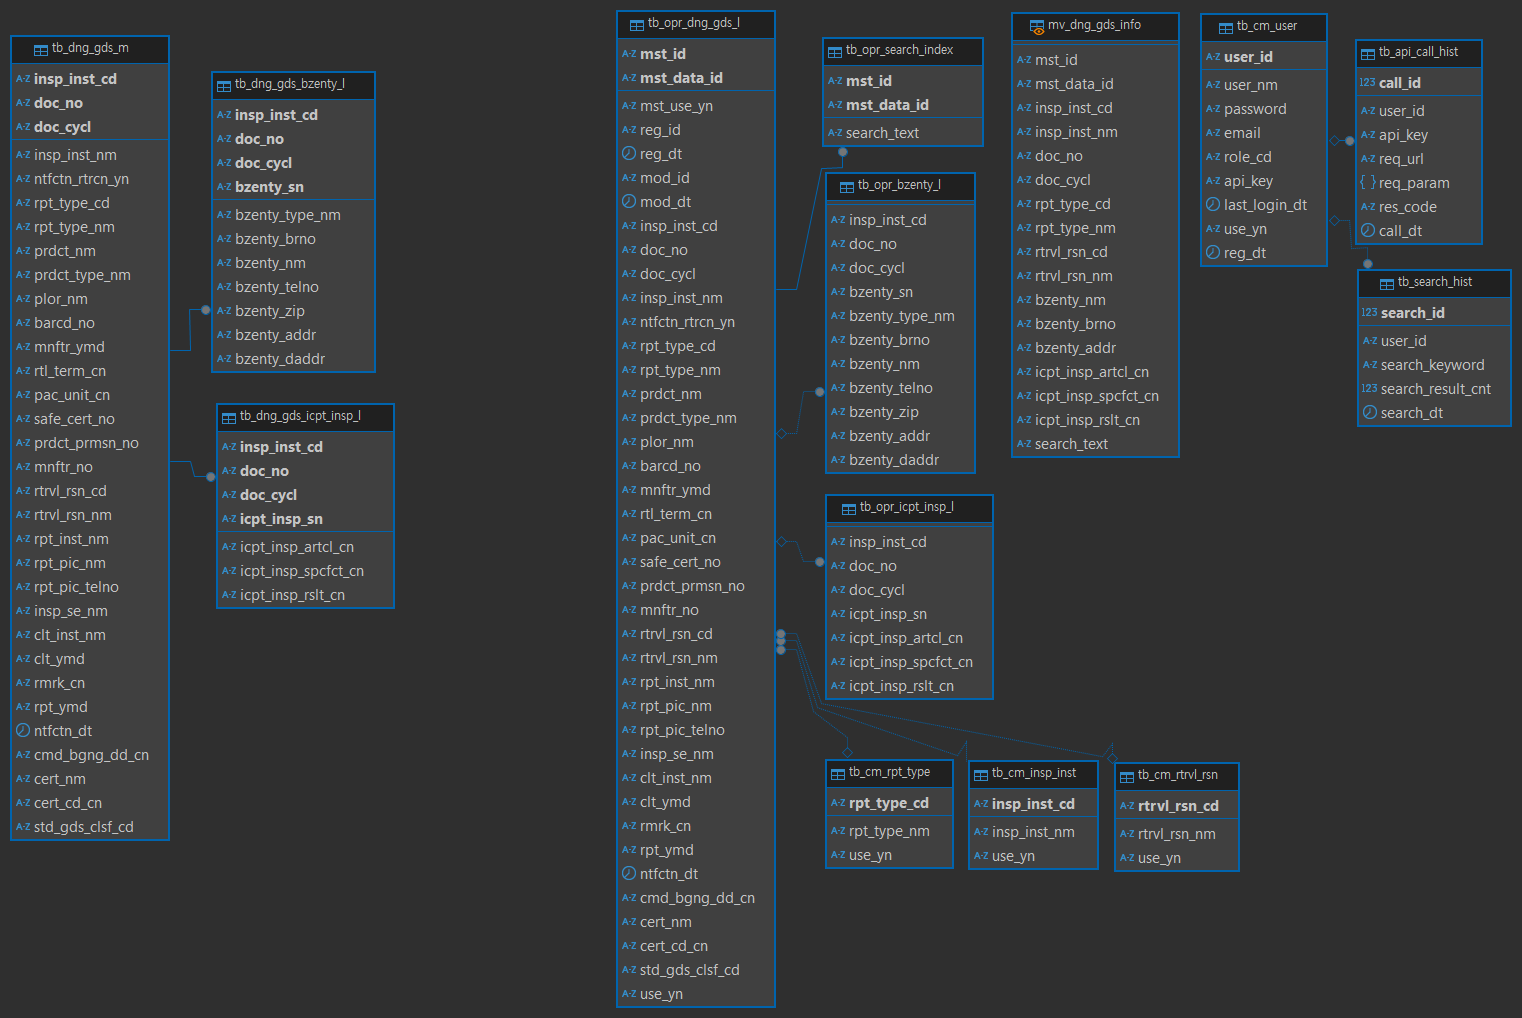 tb_dng_gds_m
insp_inst_cd
doc_no
doc_cycl
insp_inst_nm
ntfctn_rtrcn_yn
rpt_type_cd
rpt_type_nm
prdct_nm
prdct_type_nm
plor_nm
barcd_no
mnftr_ymd
rtl_term_cn
pac_unit_cn
safe_cert_no
prdct_prmsn_no
mnftr_no
rtrvl_rsn_cd
rtrvl_rsn_nm
rpt_inst_nm
rpt_pic_nm
rpt_pic_telno
insp_se_nm
clt_inst_nm
clt_ymd
rmrk_cn
rpt_ymd
ntfctn_dt
cmd_bgng_dd_cn
cert_nm
cert_cd_cn
std_gds_clsf_cd
tb_dng_gds_bzenty_l
insp_inst_cd
doc_no
doc_cycl
bzenty_sn
bzenty_type_nm
bzenty_brno
bzenty_nm
bzenty_telno
bzenty_zip
bzenty_addr
bzenty_daddr
tb_dng_gds_icpt_insp_l
insp_inst_cd
doc_no
doc_cycl
icpt_insp_sn
icpt_insp_artcl_cn
icpt_insp_spcfct_cn
icpt_insp_rslt_cn
tb_opr_dng_gds_l
mst_id
mst_data_id
mst_use_yn
reg_id
reg_dt
mod_id
mod_dt
insp_inst_cd
doc_no
doc_cycl
insp_inst_nm
ntfctn_rtrcn_yn
rpt_type_cd
rpt_type_nm
prdct_nm
prdct_type_nm
plor_nm
barcd_no
mnftr_ymd
rtl_term_cn
pac_unit_cn
safe_cert_no
prdct_prmsn_no
mnftr_no
rtrvl_rsn_cd
rtrvl_rsn_nm
rpt_inst_nm
rpt_pic_nm
rpt_pic_telno
insp_se_nm
clt_inst_nm
clt_ymd
rmrk_cn
rpt_ymd
ntfctn_dt
cmd_bgng_dd_cn
cert_nm
cert_cd_cn
std_gds_clsf_cd
use_yn
tb_opr_search_index
mst_id
mst_data_id
search_text
tb_opr_bzenty_l
insp_inst_cd
doc_no
doc_cycl
bzenty_sn
bzenty_type_nm
bzenty_brno
bzenty_nm
bzenty_telno
bzenty_zip
bzenty_addr
bzenty_daddr
tb_opr_icpt_insp_l
insp_inst_cd
doc_no
doc_cycl
icpt_insp_sn
icpt_insp_artcl_cn
icpt_insp_spcfct_cn
icpt_insp_rslt_cn
tb_cm_rpt_type
rpt_type_cd
rpt_type_nm
use_yn
tb_cm_insp_inst
insp_inst_cd
insp_inst_nm
use_yn
tb_cm_rtrvl_rsn
rtrvl_rsn_cd
rtrvl_rsn_nm
use_yn
mv_dng_gds_info
mst_id
mst_data_id
insp_inst_cd
insp_inst_nm
doc_no
doc_cycl
rpt_type_cd
rpt_type_nm
rtrvl_rsn_cd
rtrvl_rsn_nm
bzenty_nm
bzenty_brno
bzenty_addr
icpt_insp_artcl_cn
icpt_insp_spcfct_cn
icpt_insp_rslt_cn
search_text
tb_cm_user
user_id
user_nm
password
email
role_cd
api_key
last_login_dt
use_yn
reg_dt
tb_api_call_hist
call_id
user_id
api_key
req_url
req_param
res_code
call_dt
tb_search_hist
search_id
user_id
search_keyword
search_result_cnt
search_dt